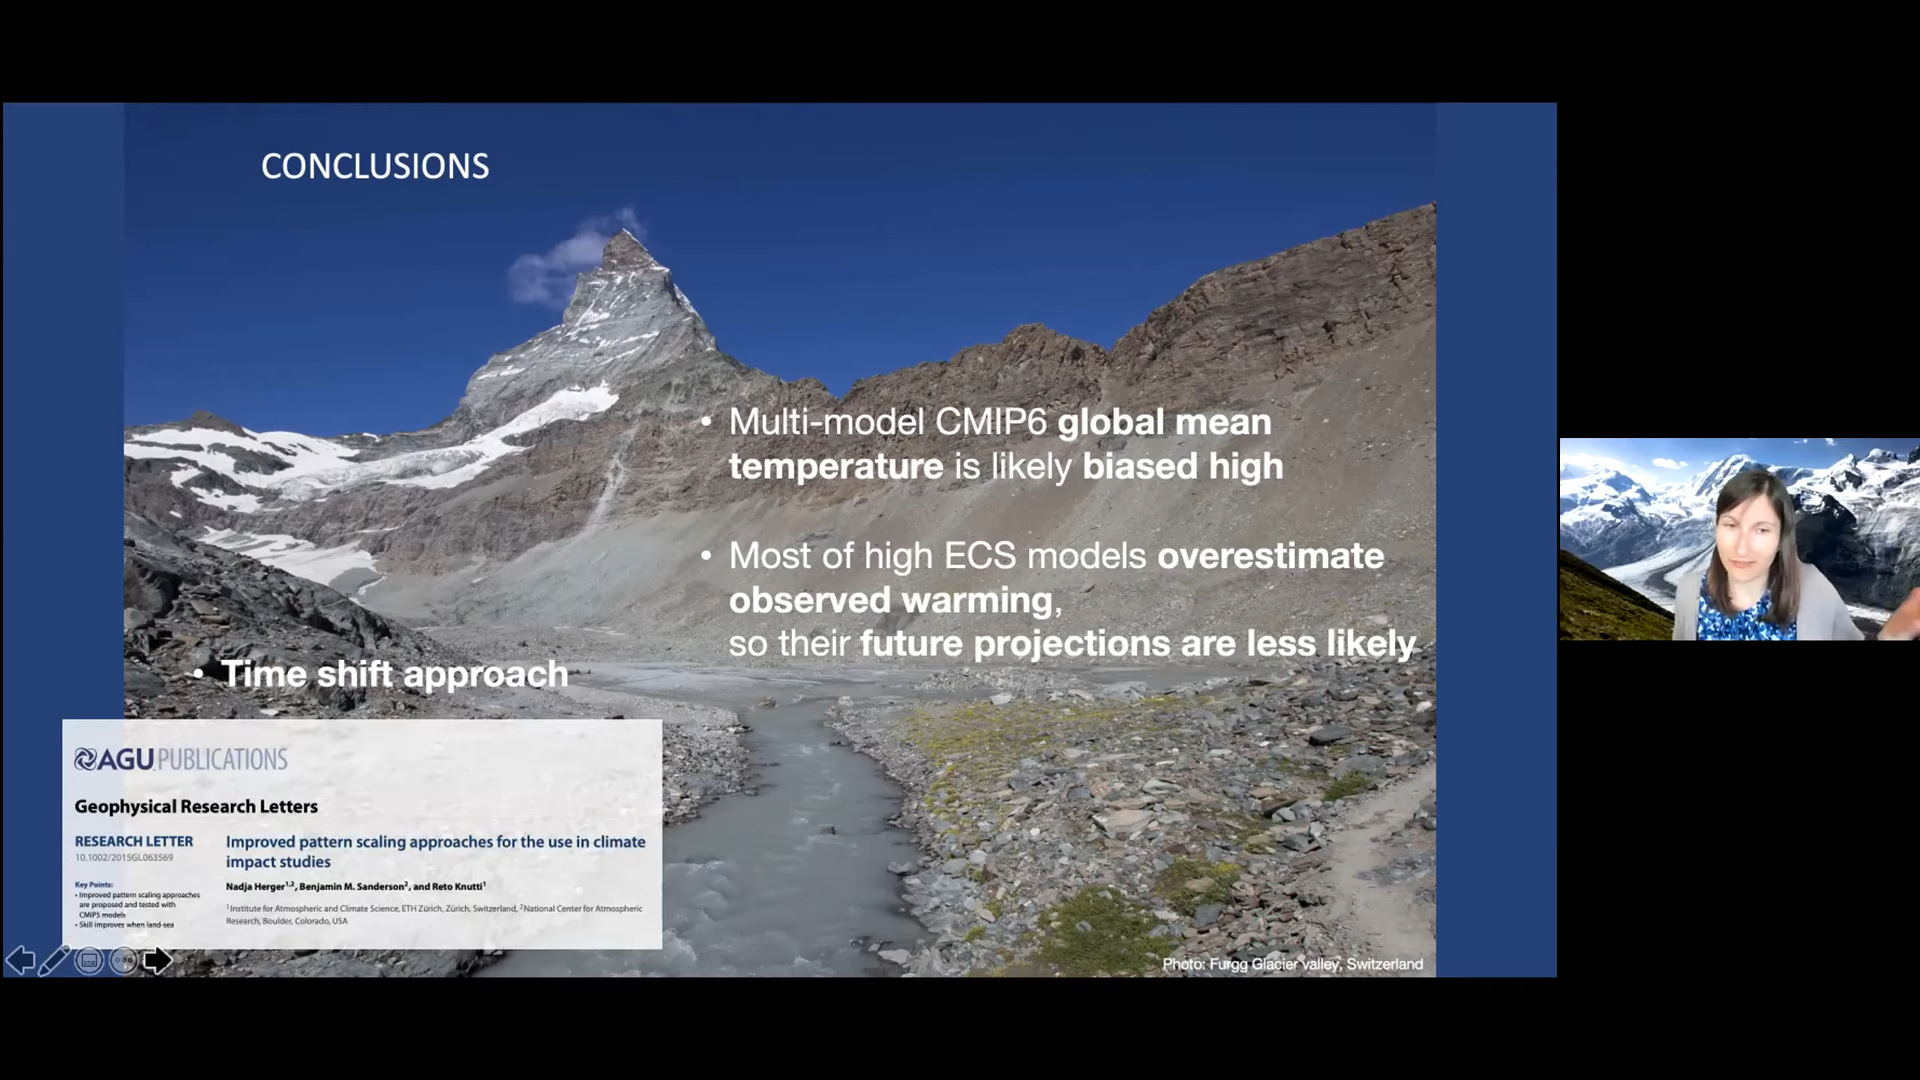 CONCLUSIONS
• Multi-model CMIP6 global mean
temperature is likely biased high
• Most of high ECS models overestimate
observed warming,
so their future projections are less likely
• Time shift approach
AGU PUBLICATIONS
Geophysical Research Letters
RESEARCH LETTER
10.1002/2015GL063569
Improved pattern scaling approaches for the use in climate
impact studies
Nadja Herger1,2, Benjamin M. Sanderson2, and Reto Knutti1
1Institute for Atmospheric and Climate Science, ETH Zürich, Zürich, Switzerland, 2National Center for Atmospheric
Research, Boulder, Colorado, USA
Key Points:
• Improved pattern scaling approaches
are proposed and tested with
CMIP5 models
• Skill improves when land-sea
Photo: Furgg Glacier valley, Switzerland